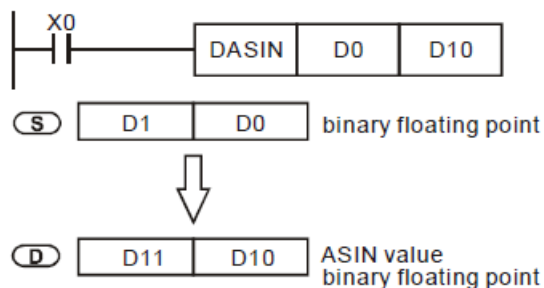 X0
DASIN D0 D10
S D1 D0 binary floating point
D D11 D10 ASIN value
binary floating point